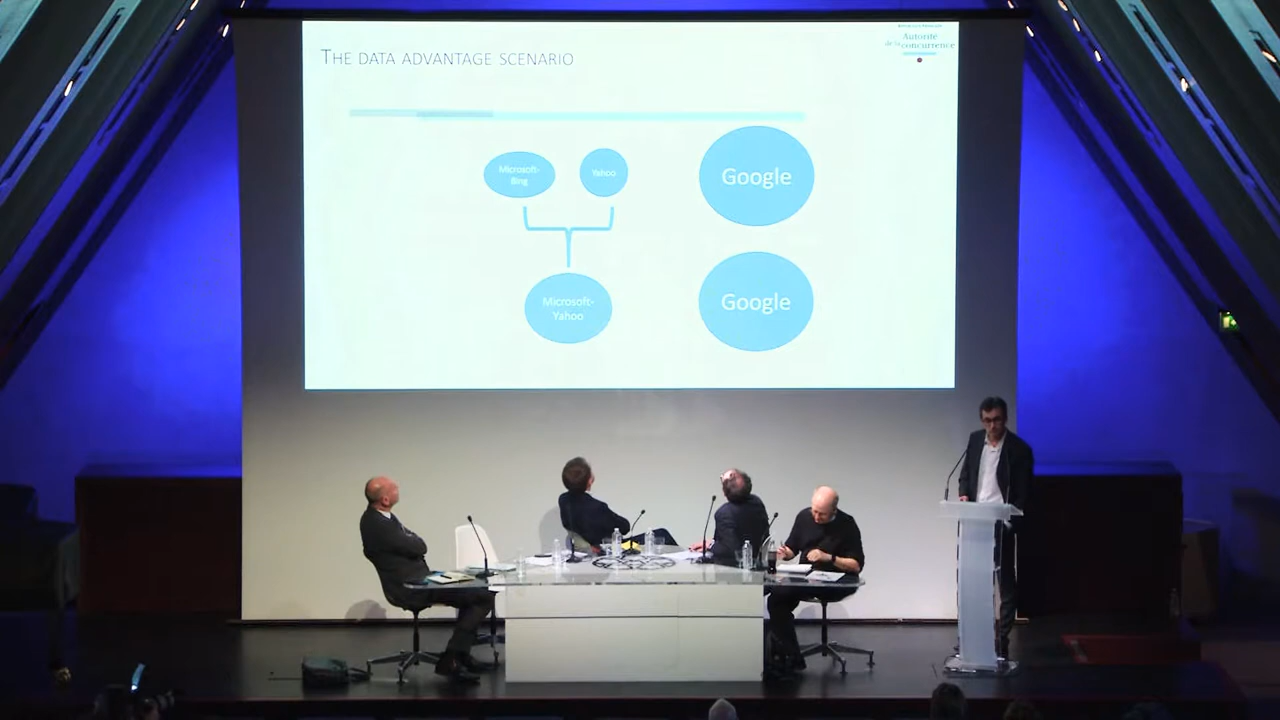 THE DATA ADVANTAGE SCENARIO
Autorité
de la concurrence
Microsoft-
Bing
Yahoo
Google
Microsoft-
Yahoo
Google